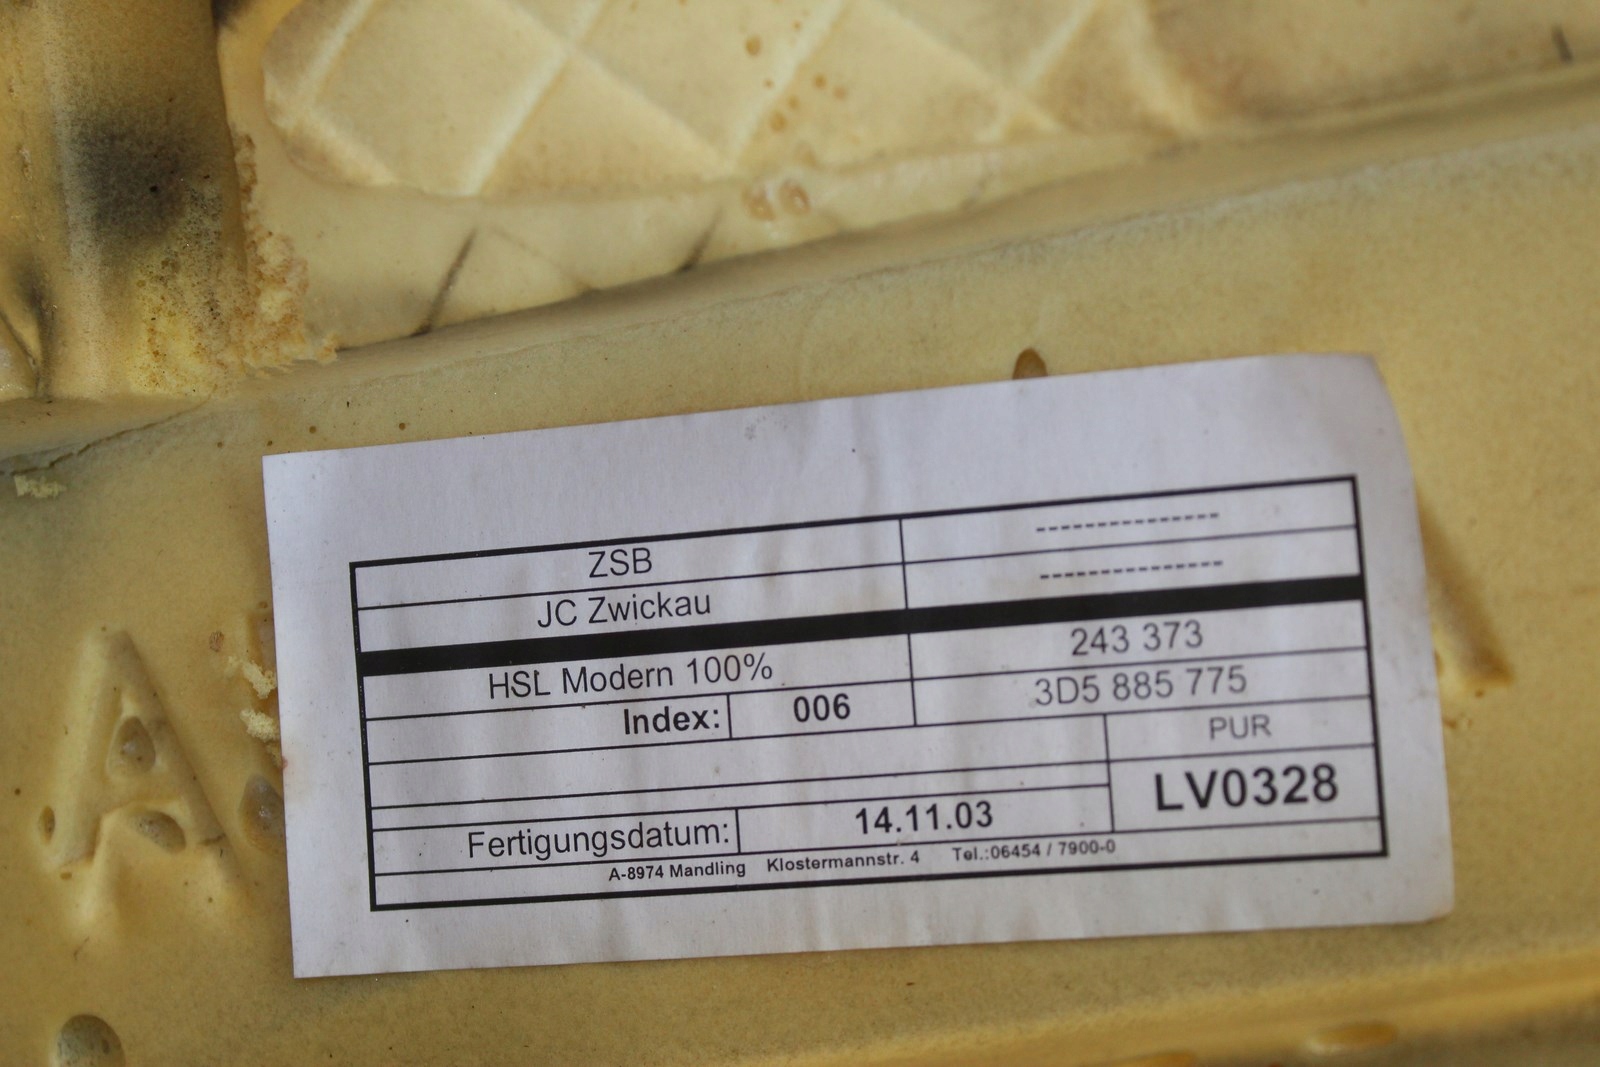 ZSB ---------------
JC Zwickau ---------------
HSL Modern 100% 243 373
Index: 006 3D5 885 775
PUR
LV0328
Fertigungsdatum: 14.11.03
A-8974 Mandling Klostermannstr. 4 Tel.:06454 / 7900-0
A